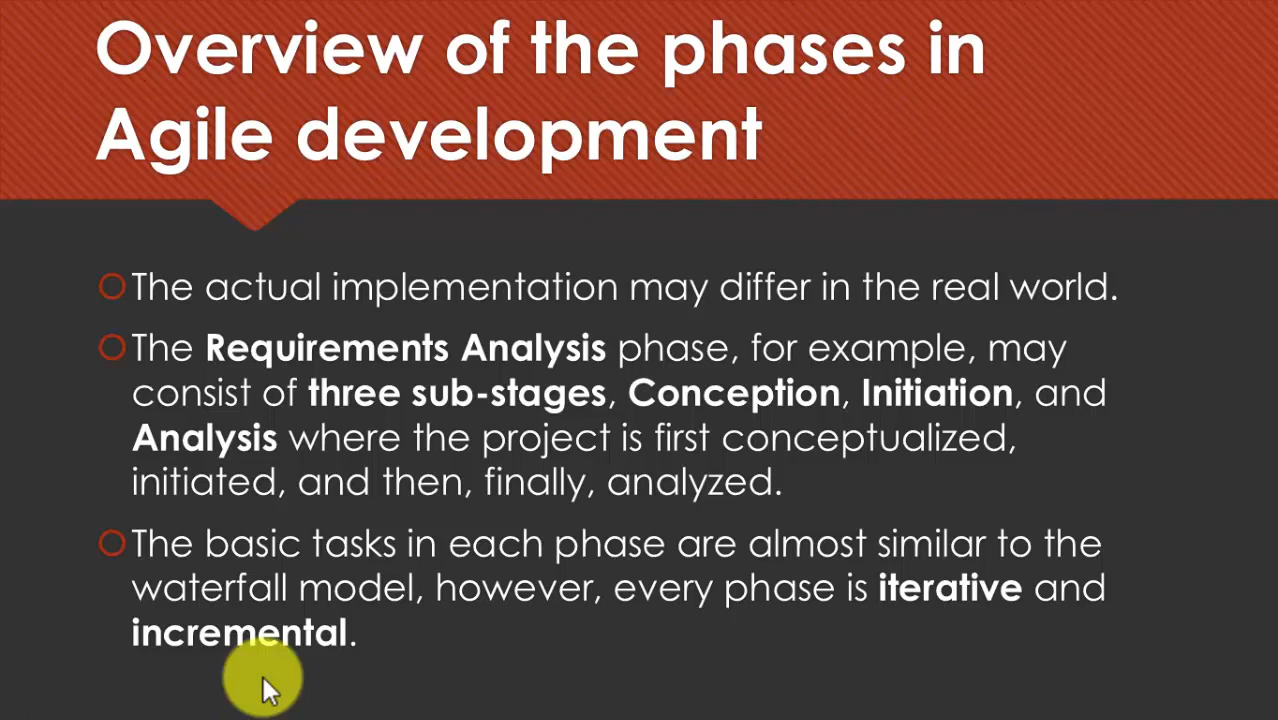 Overview of the phases in
Agile development
The actual implementation may differ in the real world.
The Requirements Analysis phase, for example, may
consist of three sub-stages, Conception, Initiation, and
Analysis where the project is first conceptualized,
initiated, and then, finally, analyzed.
The basic tasks in each phase are almost similar to the
waterfall model, however, every phase is iterative and
incremental.